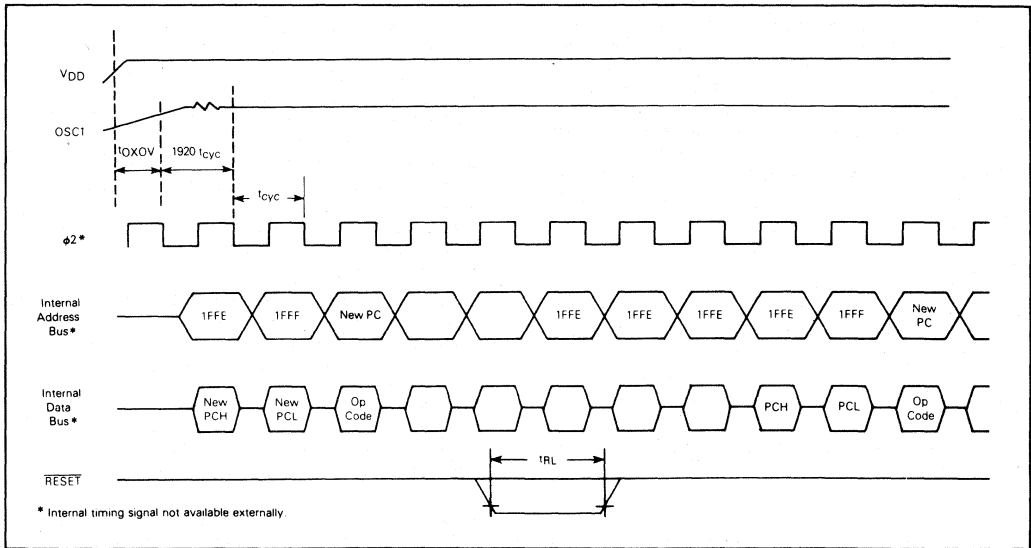 VDD
OSC1
tOXOV
1920 tcyc
tcyc
φ2*
Internal
Address
Bus*
1FFE
1FFF
New PC
1FFE
1FFE
1FFE
1FFE
1FFF
New
PC
Internal
Data
Bus*
New
PCH
New
PCL
Op
Code
PCH
PCL
Op
Code
tRL
RESET
* Internal timing signal not available externally.